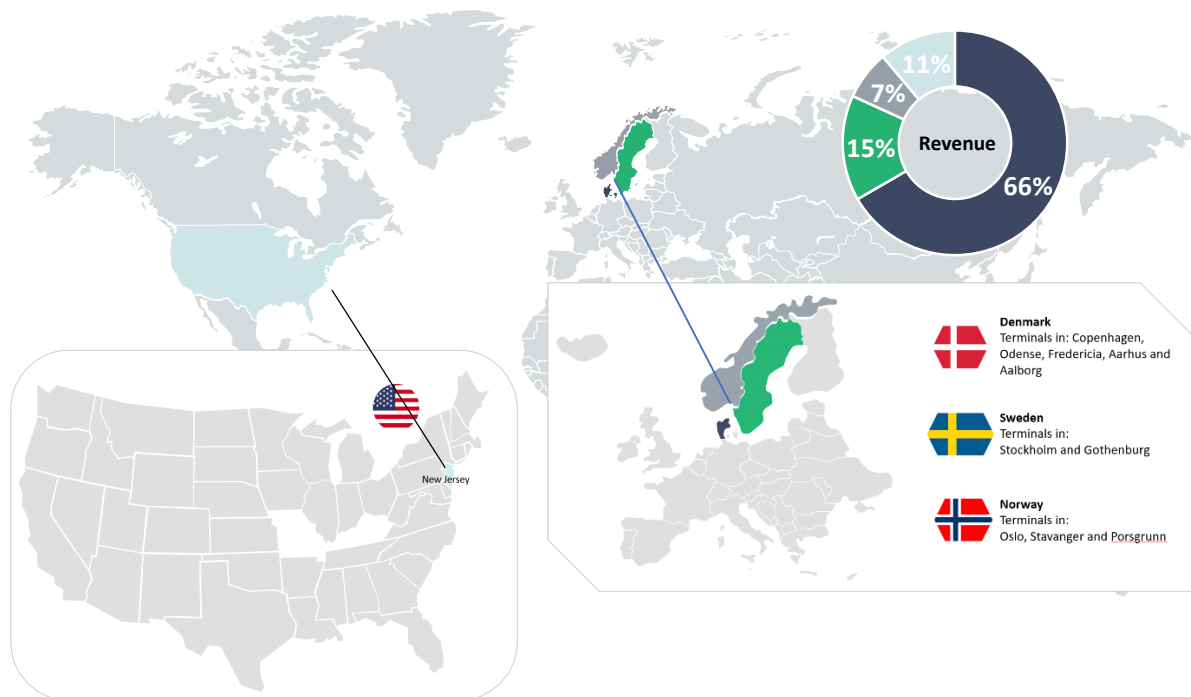 11%
7%
15%
Revenue
66%
Denmark
Terminals in: Copenhagen,
Odense, Fredericia, Aarhus and
Aalborg
Sweden
Terminals in:
Stockholm and Gothenburg
New Jersey
Norway
Terminals in:
Oslo, Stavanger and Porsgrunn